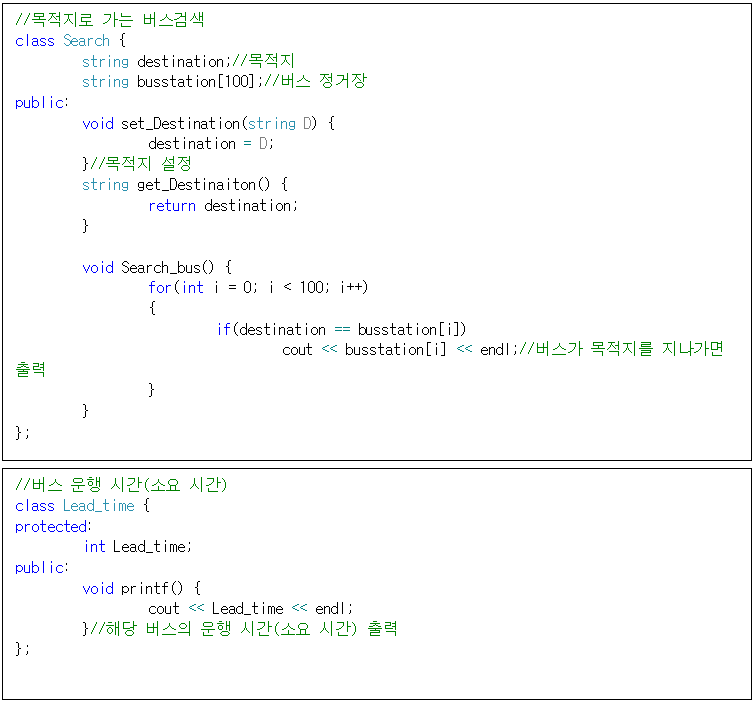 //목적지로 가는 버스검색
class Search {
string destination;//목적지
string busstation[100];//버스 정거장
public:
void set_Destination(string D) {
destination = D;
}//목적지 설정
string get_Destinaiton() {
return destination;
}
void Search_bus() {
for(int i = 0; i < 100; i++)
{
if(destination == busstation[i])
cout << busstation[i] << endl;//버스가 목적지를 지나가면
출력
}
}
};
//버스 운행 시간(소요 시간)
class Lead_time {
protected:
int Lead_time;
public:
void printf() {
cout << Lead_time << endl;
}//해당 버스의 운행 시간(소요 시간) 출력
};